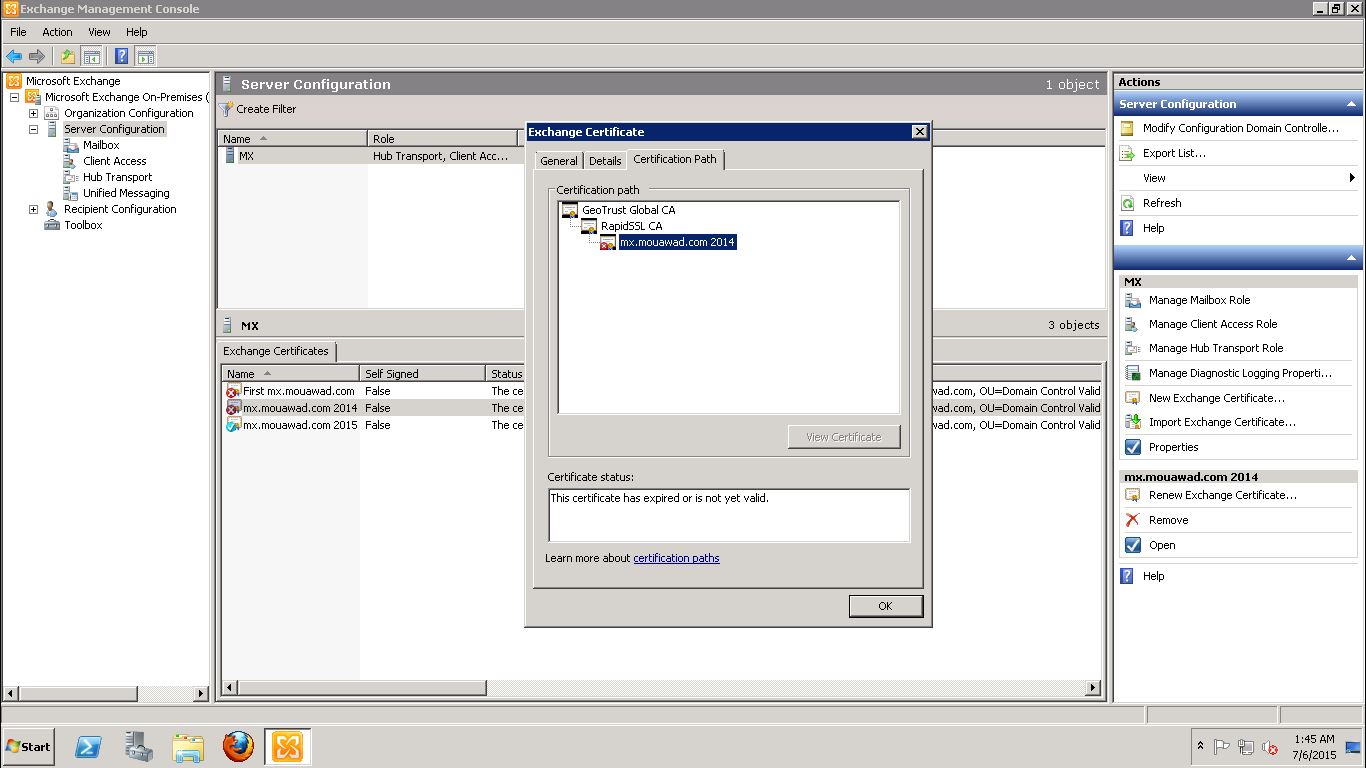 Exchange Management Console
File Action View Help
Microsoft Exchange
Microsoft Exchange On-Premises (
Organization Configuration
Server Configuration
Mailbox
Client Access
Hub Transport
Unified Messaging
Recipient Configuration
Toolbox
Server Configuration 1 object
Create Filter
Name Role
MX Hub Transport, Client Acc...
MX 3 objects
Exchange Certificates
Name Self Signed Status
First mx.mouawad.com False The ce wad.com, OU=Domain Control Valid
mx.mouawad.com 2014 False The ce wad.com, OU=Domain Control Valid
mx.mouawad.com 2015 False The ce wad.com, OU=Domain Control Valid
Exchange Certificate
General Details Certification Path
Certification path
GeoTrust Global CA
RapidSSL CA
mx.mouawad.com 2014
View Certificate
Certificate status:
This certificate has expired or is not yet valid.
Learn more about certification paths
OK
Actions
Server Configuration
Modify Configuration Domain Controlle...
Export List...
View
Refresh
Help
MX
Manage Mailbox Role
Manage Client Access Role
Manage Hub Transport Role
Manage Diagnostic Logging Properti...
New Exchange Certificate...
Import Exchange Certificate...
Properties
mx.mouawad.com 2014
Renew Exchange Certificate...
Remove
Open
Help
Start
1:45 AM
7/6/2015